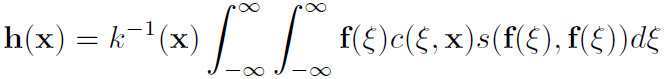 h(x) = k⁻¹(x) ∫_{-∞}^{∞} ∫_{-∞}^{∞} f(ξ)c(ξ, x)s(f(ξ), f(ξ))dξ